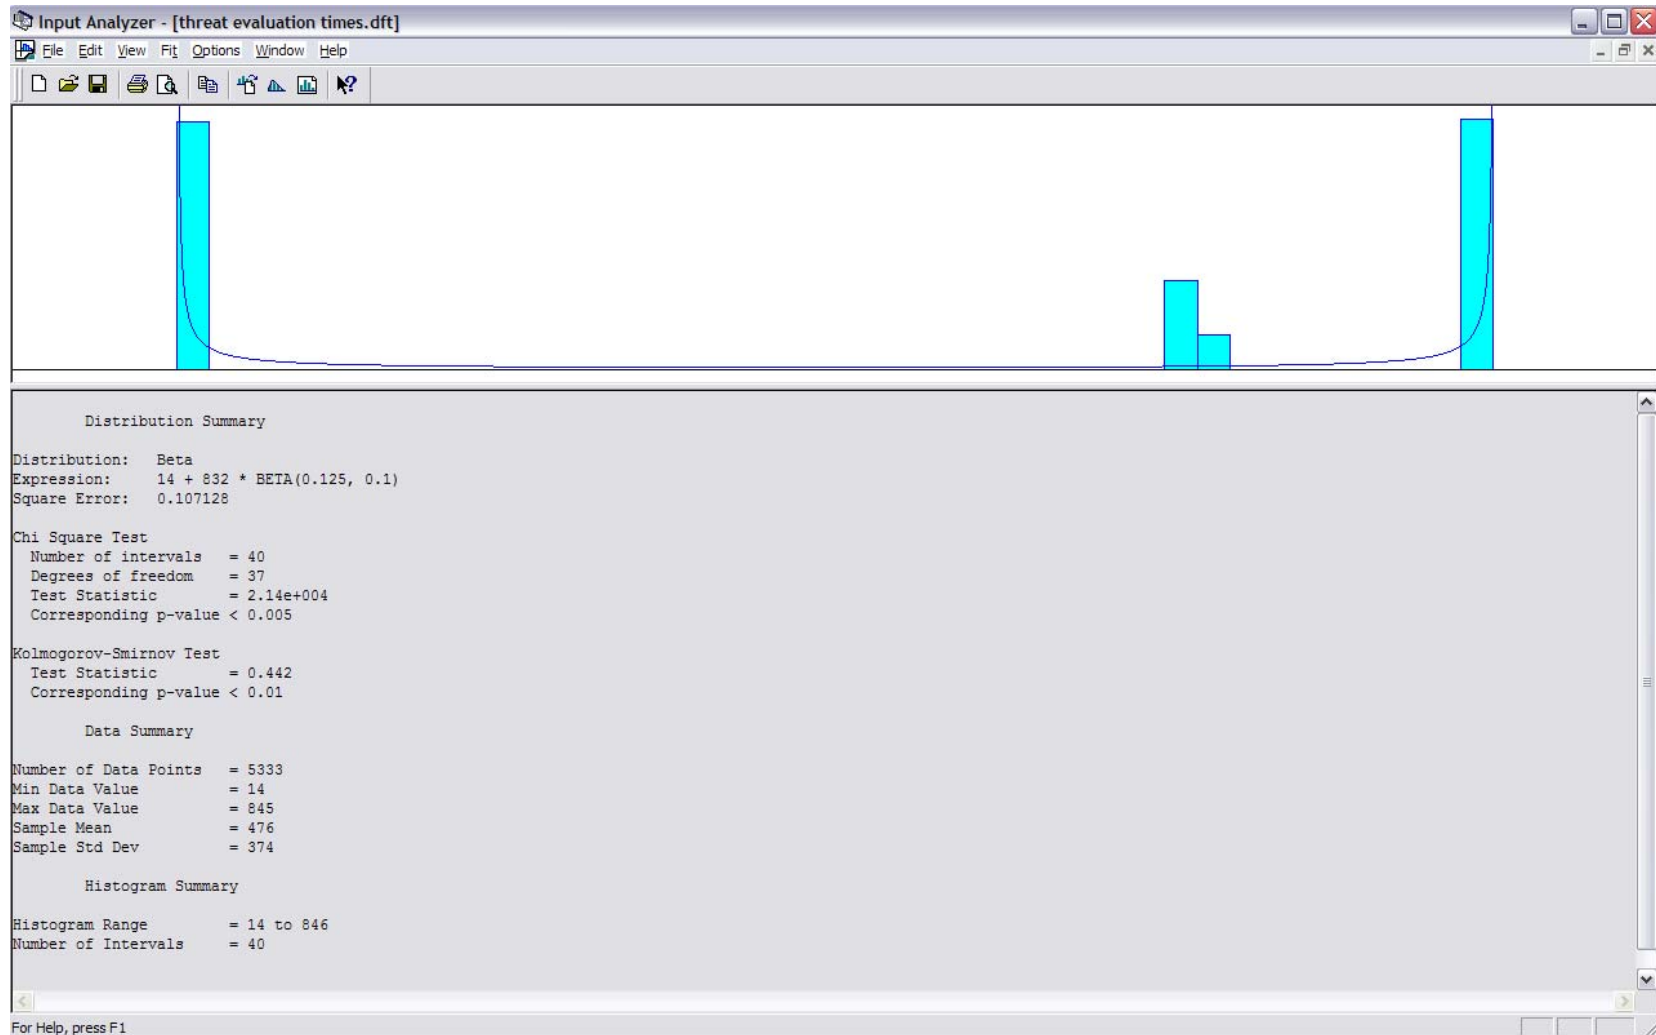 Input Analyzer - [threat evaluation times.dft]
File Edit View Fit Options Window Help
Distribution Summary
Distribution: Beta
Expression: 14 + 832 * BETA(0.125, 0.1)
Square Error: 0.107128
Chi Square Test
Number of intervals = 40
Degrees of freedom = 37
Test Statistic = 2.14e+004
Corresponding p-value < 0.005
Kolmogorov-Smirnov Test
Test Statistic = 0.442
Corresponding p-value < 0.01
Data Summary
Number of Data Points = 5333
Min Data Value = 14
Max Data Value = 845
Sample Mean = 476
Sample Std Dev = 374
Histogram Summary
Histogram Range = 14 to 846
Number of Intervals = 40
For Help, press F1